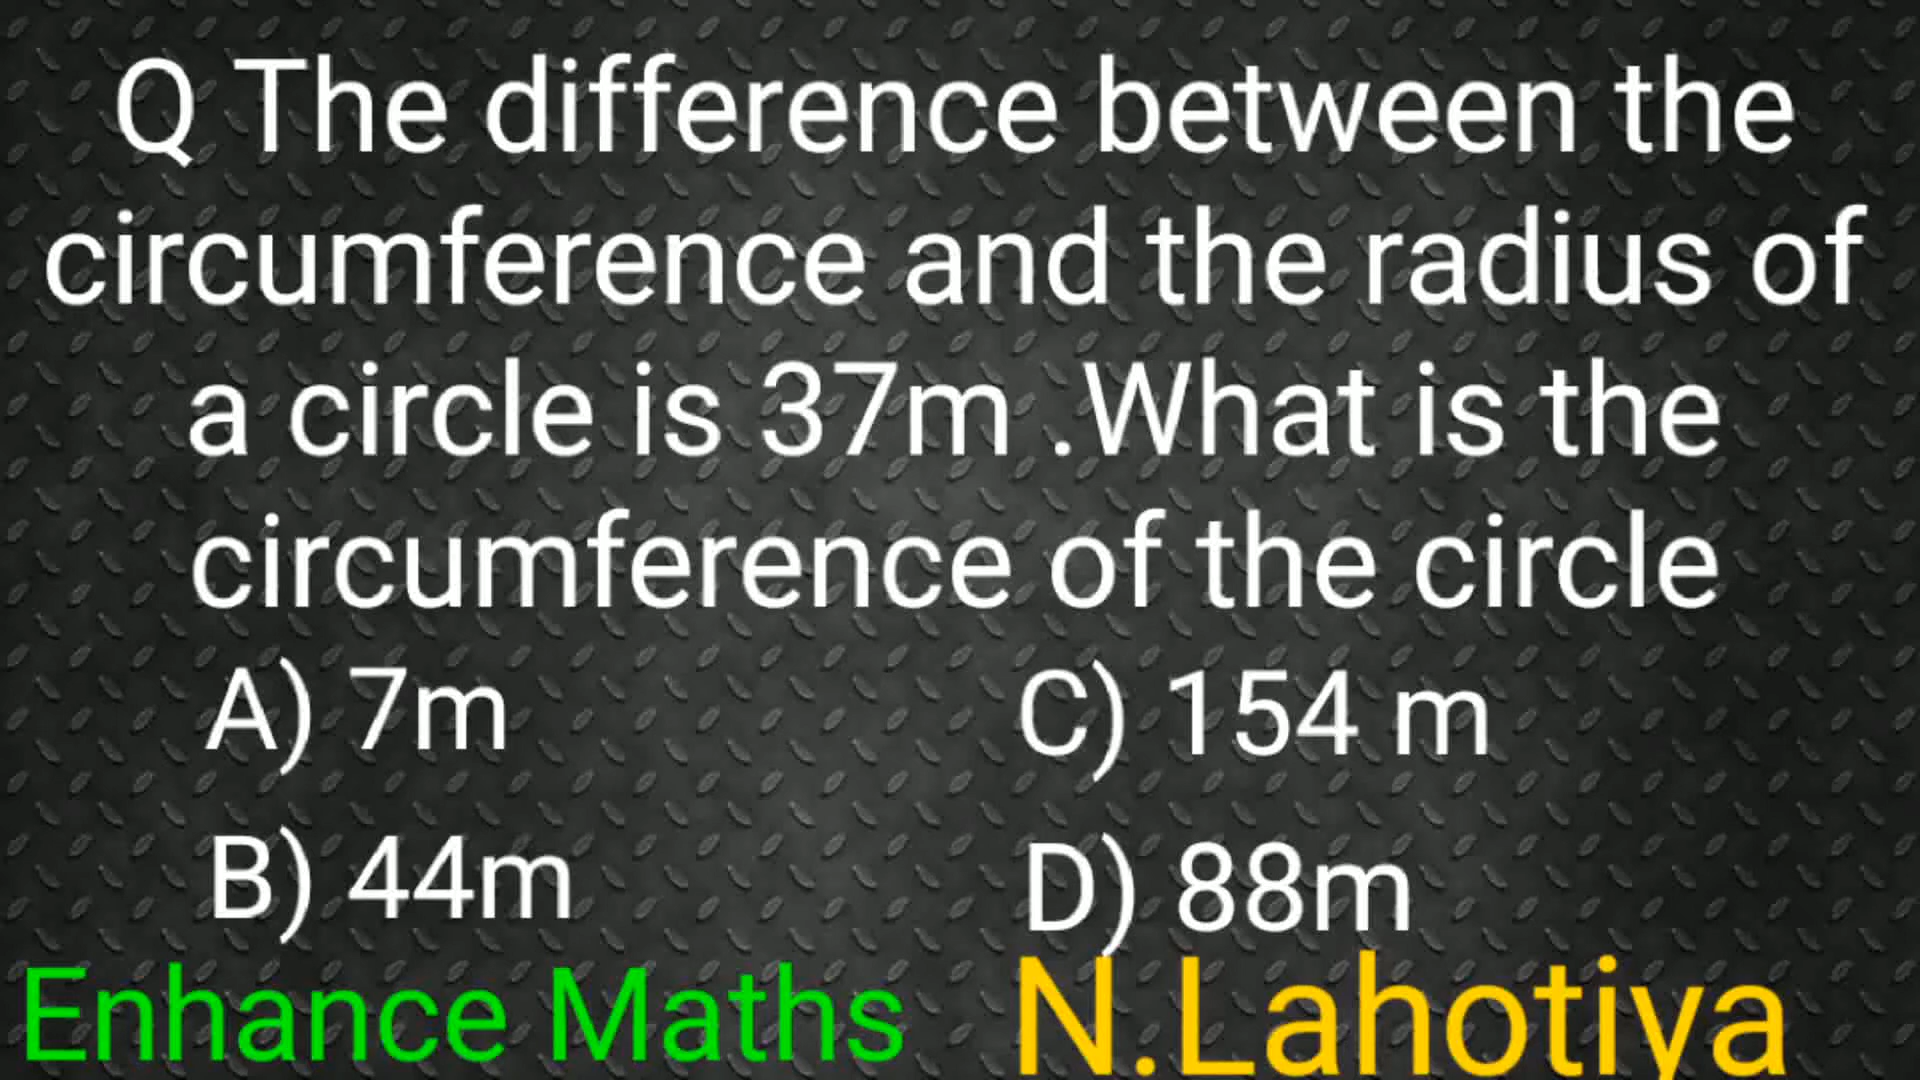 Q The difference between the
circumference and the radius of
a circle is 37m .What is the
circumference of the circle
A) 7m
C) 154 m
B) 44m
D) 88m
Enhance Maths
N.Lahotiya